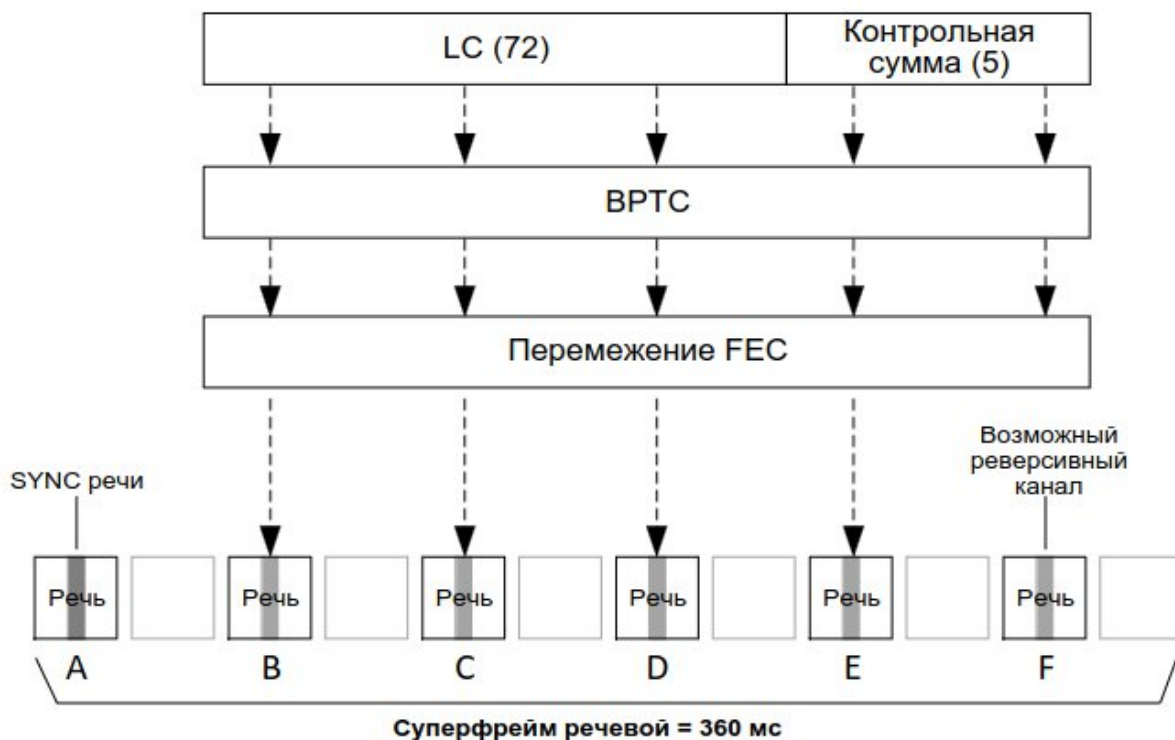 LC (72)
Контрольная
сумма (5)
BPTC
Перемежение FEC
SYNC речи
Возможный
реверсивный
канал
Речь Речь Речь Речь Речь Речь
A B C D E F
Суперфрейм речевой = 360 мс